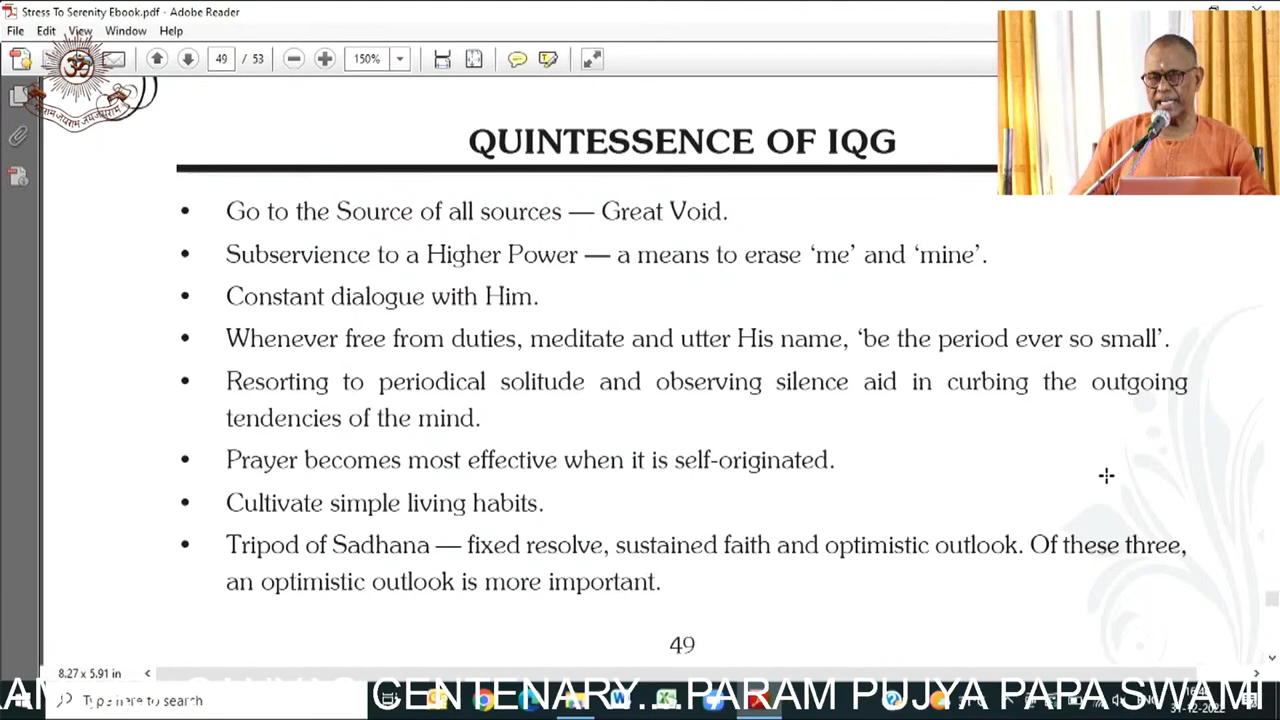 Stress To Serenity Ebook.pdf - Adobe Reader
File Edit View Window Help
49 / 53 150%
QUINTESSENCE OF IQG
• Go to the Source of all sources — Great Void.
• Subservience to a Higher Power — a means to erase ‘me’ and ‘mine’.
• Constant dialogue with Him.
• Whenever free from duties, meditate and utter His name, ‘be the period ever so small’.
• Resorting to periodical solitude and observing silence aid in curbing the outgoing
tendencies of the mind.
• Prayer becomes most effective when it is self-originated.
• Cultivate simple living habits.
• Tripod of Sadhana — fixed resolve, sustained faith and optimistic outlook. Of these three,
an optimistic outlook is more important.
49
8.27 x 5.91 in
CENTENARY... PARAM PUJYA PAPA SWAMI
Type here to search
31-12-2022